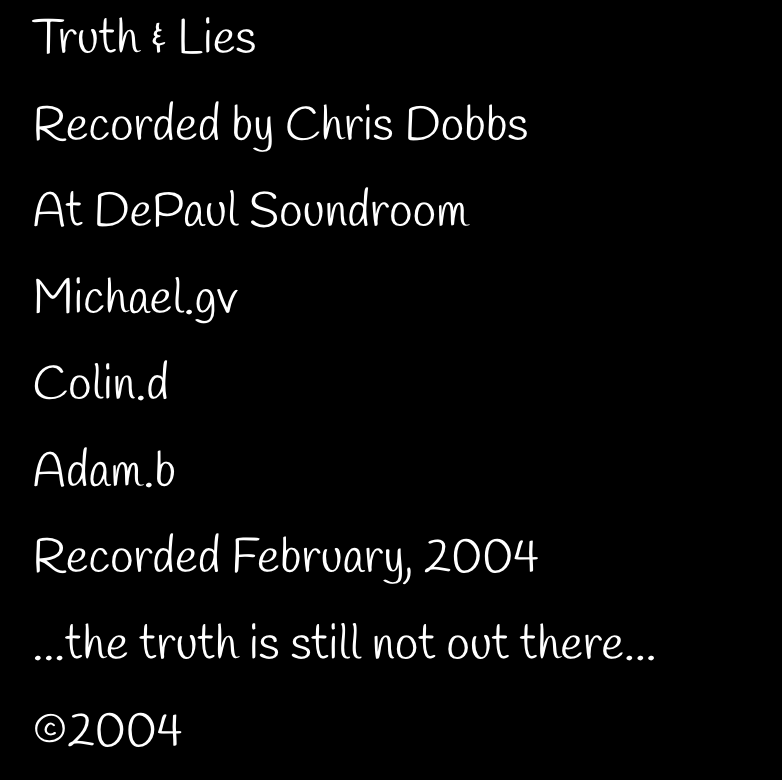 Truth & Lies
Recorded by Chris Dobbs
At DePaul Soundroom
Michael.gv
Colin.d
Adam.b
Recorded February, 2004
...the truth is still not out there...
©2004